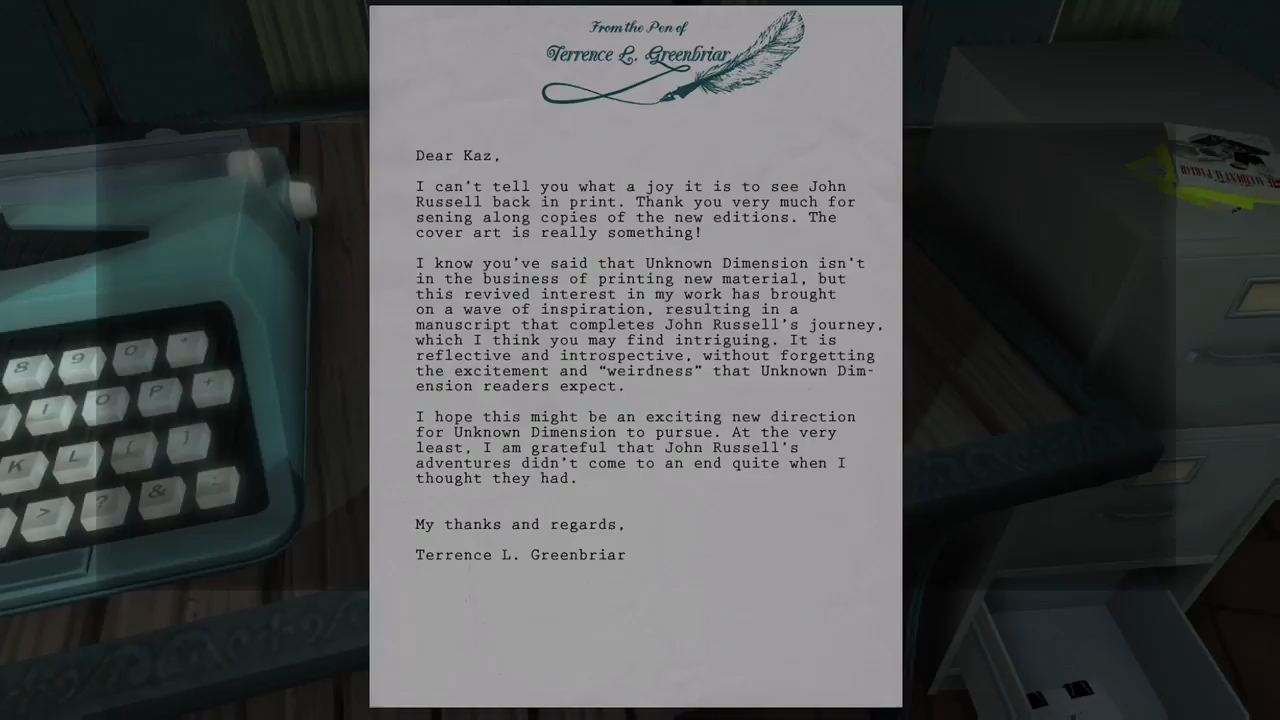 From the Pen of
Terrence L. Greenbriar
Dear Kaz,
I can't tell you what a joy it is to see John
Russell back in print. Thank you very much for
sening along copies of the new editions. The
cover art is really something!
I know you've said that Unknown Dimension isn't
in the business of printing new material, but
this revived interest in my work has brought
on a wave of inspiration, resulting in a
manuscript that completes John Russell's journey,
which I think you may find intriguing. It is
reflective and introspective, without forgetting
the excitement and “weirdness” that Unknown Dim-
ension readers expect.
I hope this might be an exciting new direction
for Unknown Dimension to pursue. At the very
least, I am grateful that John Russell's
adventures didn't come to an end quite when I
thought they had.
My thanks and regards,
Terrence L. Greenbriar
8 9 0 *
I O P +
K L [ ]
> ? & :